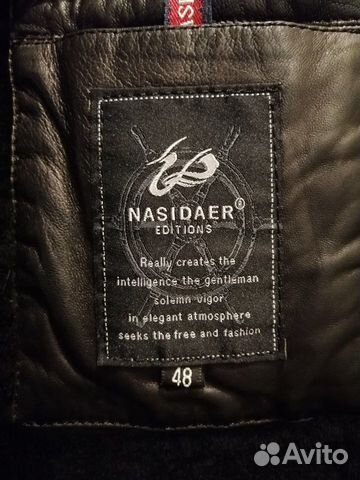 NASIDAER®
EDITIONS
Really creates the
intelligence the gentleman
solemn vigor
in elegant atmosphere
seeks the free and fashion
48
Avito